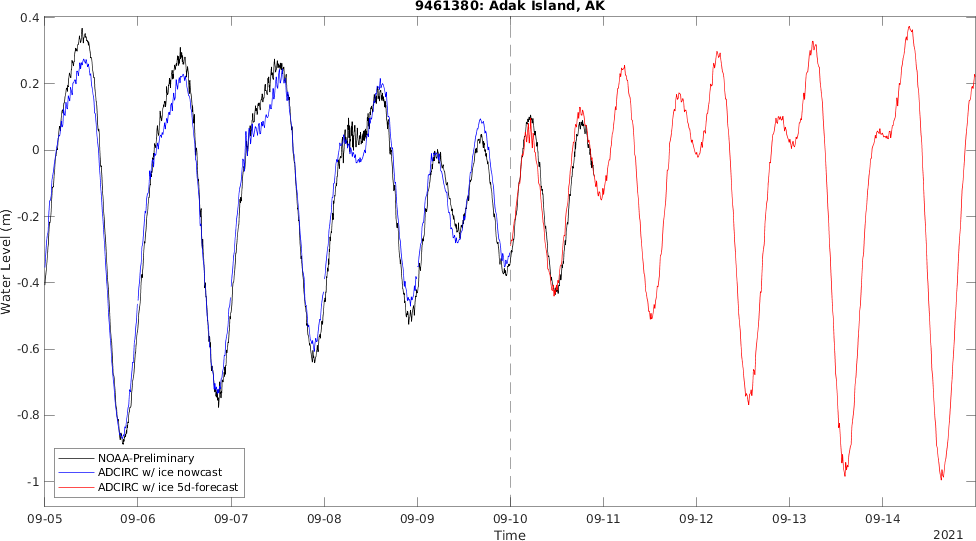 9461380: Adak Island, AK
0.4
0.2
0
-0.2
-0.4
-0.6
-0.8
-1
Water Level (m)
NOAA-Preliminary
ADCIRC w/ ice nowcast
ADCIRC w/ ice 5d-forecast
09-05 09-06 09-07 09-08 09-09 09-10 09-11 09-12 09-13 09-14
Time
2021